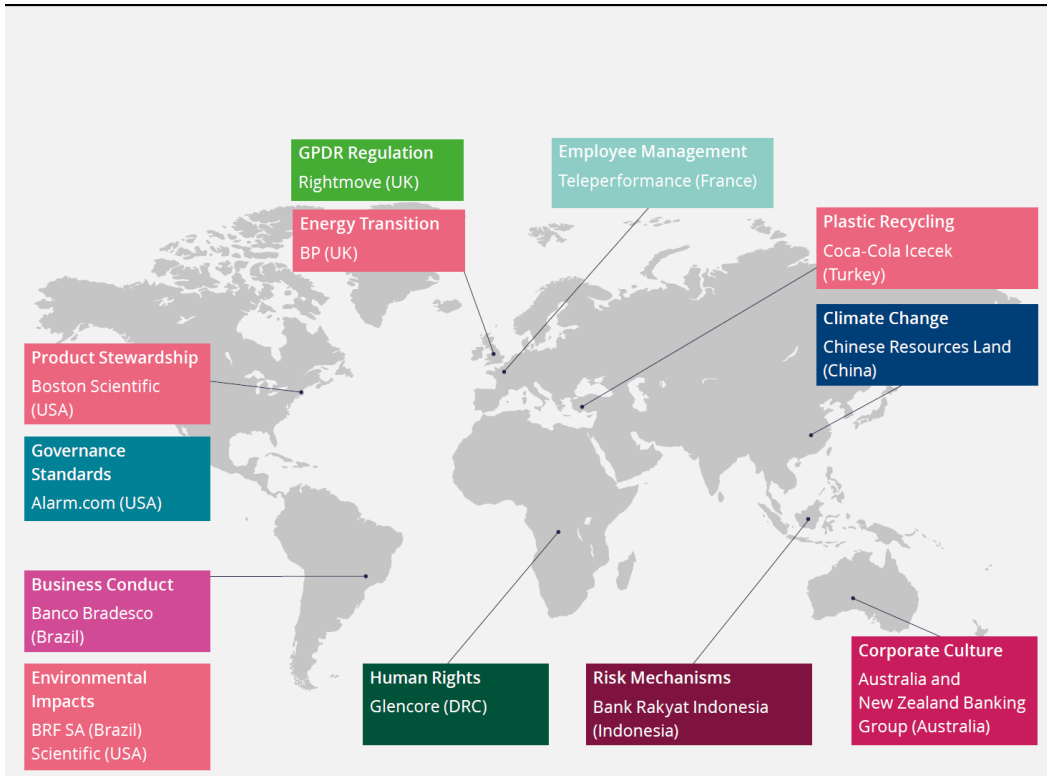 GPDR Regulation
Rightmove (UK)
Employee Management
Teleperformance (France)
Energy Transition
BP (UK)
Plastic Recycling
Coca-Cola Icecek
(Turkey)
Climate Change
Chinese Resources Land
(China)
Product Stewardship
Boston Scientific
(USA)
Governance
Standards
Alarm.com (USA)
Business Conduct
Banco Bradesco
(Brazil)
Environmental
Impacts
BRF SA (Brazil)
Scientific (USA)
Human Rights
Glencore (DRC)
Risk Mechanisms
Bank Rakyat Indonesia
(Indonesia)
Corporate Culture
Australia and
New Zealand Banking
Group (Australia)